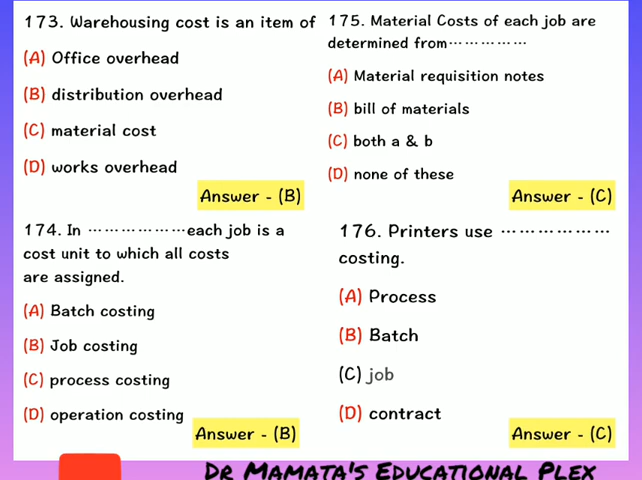 173. Warehousing cost is an item of
(A) Office overhead
(B) distribution overhead
(C) material cost
(D) works overhead
Answer - (B)
174. In ………………each job is a
cost unit to which all costs
are assigned.
(A) Batch costing
(B) Job costing
(C) process costing
(D) operation costing
Answer - (B)
175. Material Costs of each job are
determined from……………
(A) Material requisition notes
(B) bill of materials
(C) both a & b
(D) none of these
Answer - (C)
176. Printers use ………………
costing.
(A) Process
(B) Batch
(C) job
(D) contract
Answer - (C)
Dr Mamata's Educational Plex